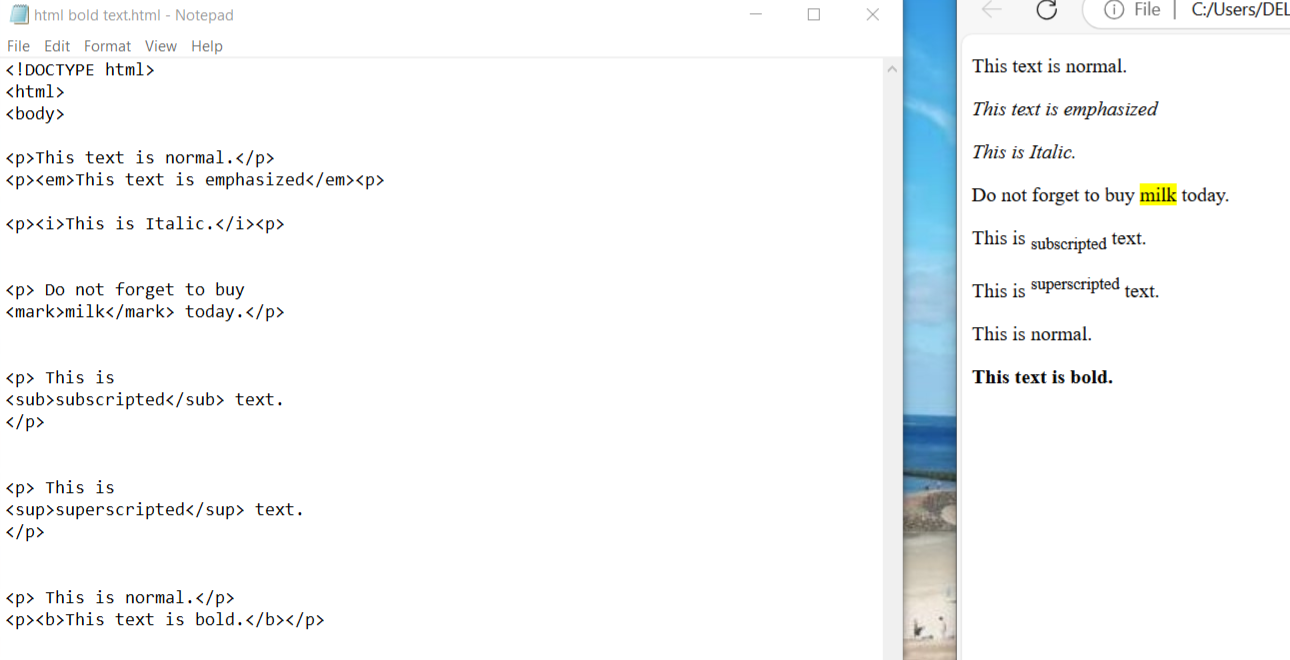 html bold text.html - Notepad
File Edit Format View Help
<!DOCTYPE html>
<html>
<body>
<p>This text is normal.</p>
<p><em>This text is emphasized</em><p>
<p><i>This is Italic.</i><p>
<p> Do not forget to buy
<mark>milk</mark> today.</p>
<p> This is
<sub>subscripted</sub> text.
</p>
<p> This is
<sup>superscripted</sup> text.
</p>
<p> This is normal.</p>
<p><b>This text is bold.</b></p>
File | C:/Users/DEL
This text is normal.
This text is emphasized
This is Italic.
Do not forget to buy milk today.
This is subscripted text.
This is superscripted text.
This is normal.
This text is bold.